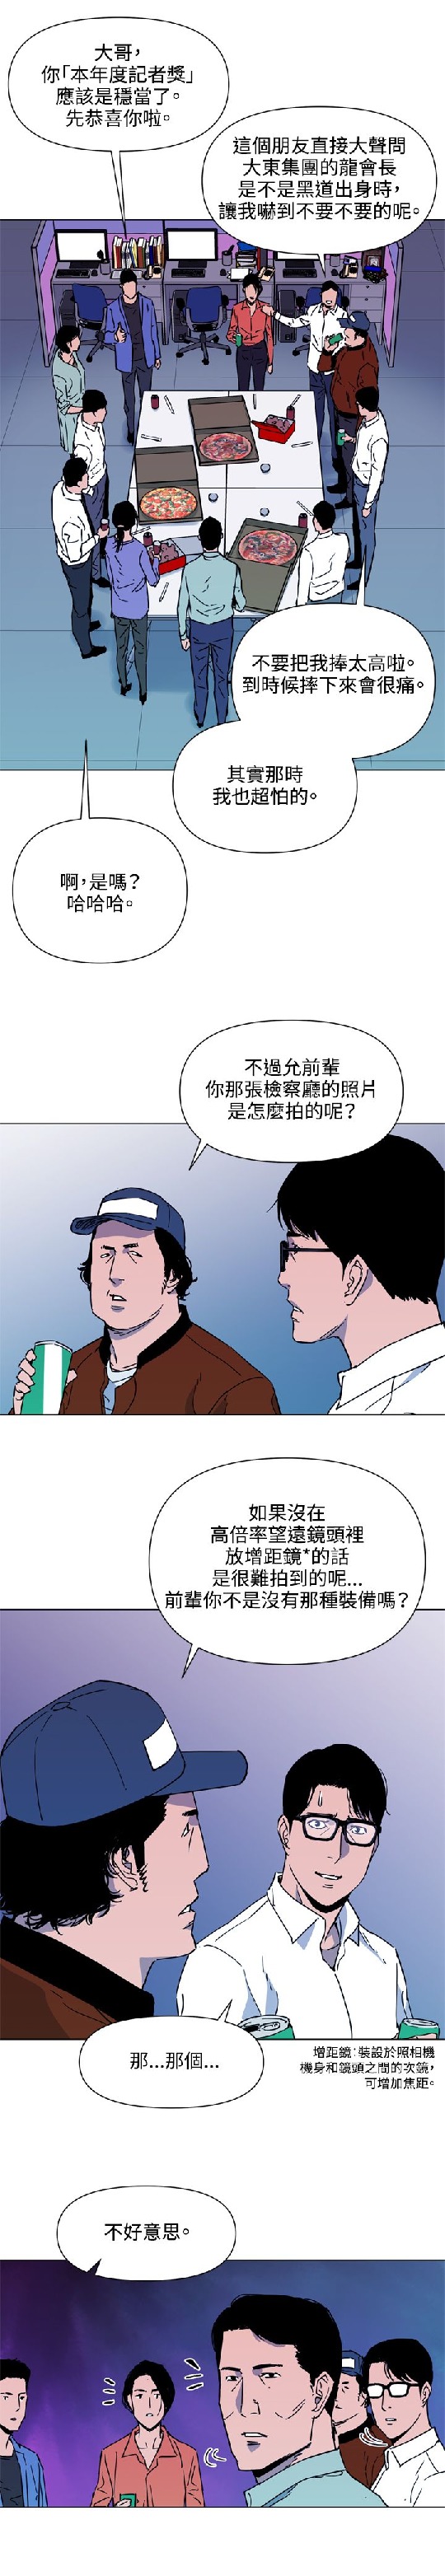 大哥，
你「本年度記者獎」
應該是穩當了。
先恭喜你啦。
這個朋友直接大聲問
大東集團的龍會長
是不是黑道出身時，
讓我嚇到不要不要的呢。
不要把我捧太高啦。
到時候摔下來會很痛。
其實那時
我也超怕的。
啊，是嗎？
哈哈哈。
不過允前輩
你那張檢察廳的照片
是怎麼拍的呢？
如果沒在
高倍率望遠鏡頭裡
放增距鏡*的話
是很難拍到的呢...
前輩你不是沒有那種裝備嗎？
那...那個...
增距鏡：裝設於照相機
機身和鏡頭之間的次鏡，
可增加焦距。
不好意思。